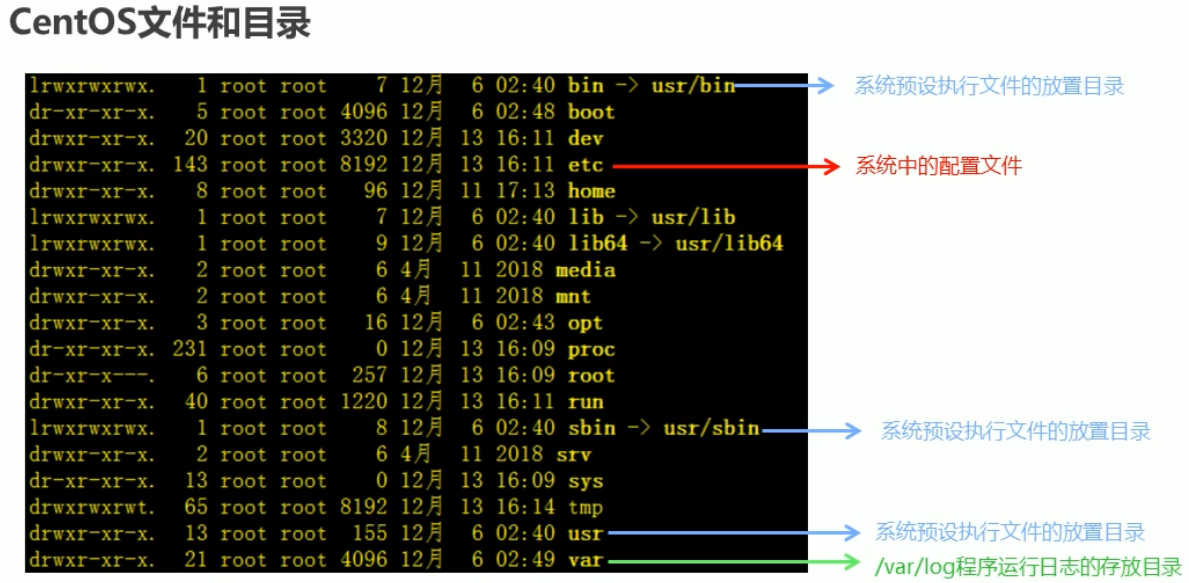 CentOS文件和目录
lrwxrwxrwx. 1 root root 7 12月 6 02:40 bin -> usr/bin 系统预设执行文件的放置目录
dr-xr-xr-x. 5 root root 4096 12月 6 02:48 boot
drwxr-xr-x. 20 root root 3320 12月 13 16:11 dev
drwxr-xr-x. 143 root root 8192 12月 13 16:11 etc 系统中的配置文件
drwxr-xr-x. 8 root root 96 12月 11 17:13 home
lrwxrwxrwx. 1 root root 7 12月 6 02:40 lib -> usr/lib
lrwxrwxrwx. 1 root root 9 12月 6 02:40 lib64 -> usr/lib64
drwxr-xr-x. 2 root root 6 4月 11 2018 media
drwxr-xr-x. 2 root root 6 4月 11 2018 mnt
drwxr-xr-x. 3 root root 16 12月 6 02:43 opt
dr-xr-xr-x. 231 root root 0 12月 13 16:09 proc
dr-xr-x---. 6 root root 257 12月 13 16:09 root
drwxr-xr-x. 40 root root 1220 12月 13 16:11 run
lrwxrwxrwx. 1 root root 8 12月 6 02:40 sbin -> usr/sbin 系统预设执行文件的放置目录
drwxr-xr-x. 2 root root 6 4月 11 2018 srv
dr-xr-xr-x. 13 root root 0 12月 13 16:09 sys
drwxrwxrwt. 65 root root 8192 12月 13 16:14 tmp
drwxr-xr-x. 13 root root 155 12月 6 02:40 usr 系统预设执行文件的放置目录
drwxr-xr-x. 21 root root 4096 12月 6 02:49 var /var/log程序运行日志的存放目录